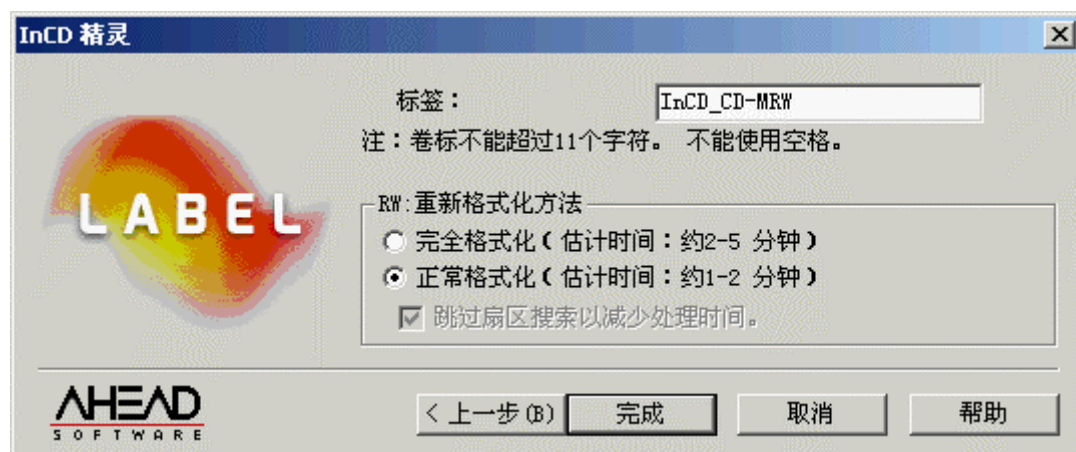 InCD 精灵
标签：
InCD_CD-MRW
注：卷标不能超过11个字符。 不能使用空格。
LABEL
RW:重新格式化方法
完全格式化(估计时间：约2-5 分钟)
正常格式化(估计时间：约1-2 分钟)
跳过扇区搜索以减少处理时间。
AHEAD
SOFTWARE
< 上一步(B)
完成
取消
帮助